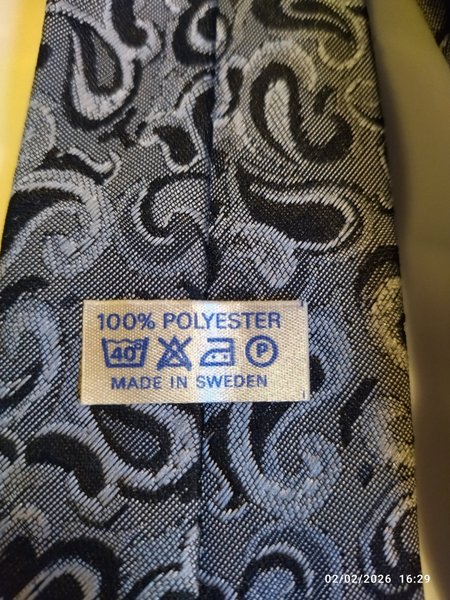 100% POLYESTER
40 P
MADE IN SWEDEN
02/02/2026 16:29